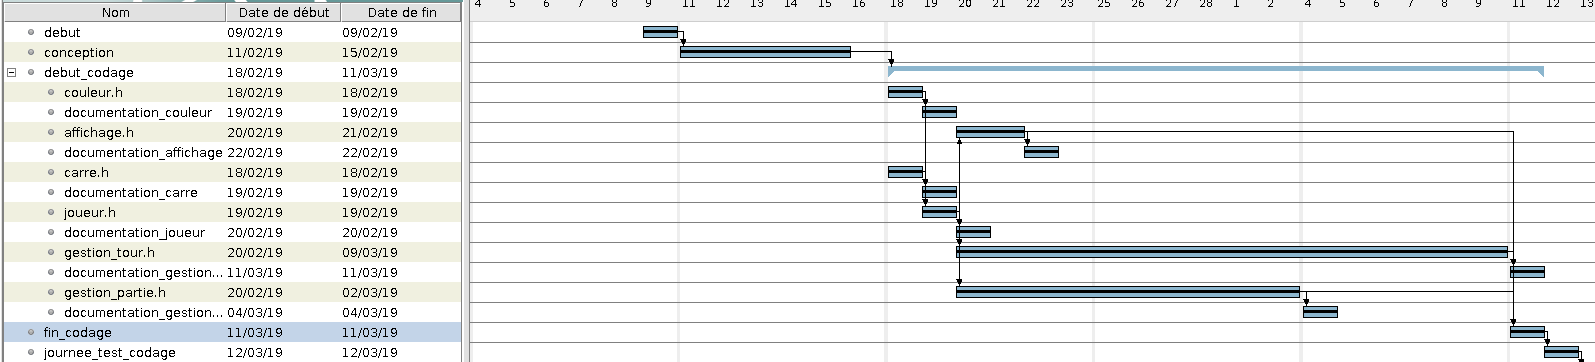 Nom Date de début Date de fin 4 5 6 7 8 9 11 12 13 14 15 16 18 19 20 21 22 23 25 26 27 28 1 2 4 5 6 7 8 9 11 12 13
debut 09/02/19 09/02/19
conception 11/02/19 15/02/19
debut_codage 18/02/19 11/03/19
couleur.h 18/02/19 18/02/19
documentation_couleur 19/02/19 19/02/19
affichage.h 20/02/19 21/02/19
documentation_affichage 22/02/19 22/02/19
carre.h 18/02/19 18/02/19
documentation_carre 19/02/19 19/02/19
joueur.h 19/02/19 19/02/19
documentation_joueur 20/02/19 20/02/19
gestion_tour.h 20/02/19 09/03/19
documentation_gestion... 11/03/19 11/03/19
gestion_partie.h 20/02/19 02/03/19
documentation_gestion... 04/03/19 04/03/19
fin_codage 11/03/19 11/03/19
journee_test_codage 12/03/19 12/03/19